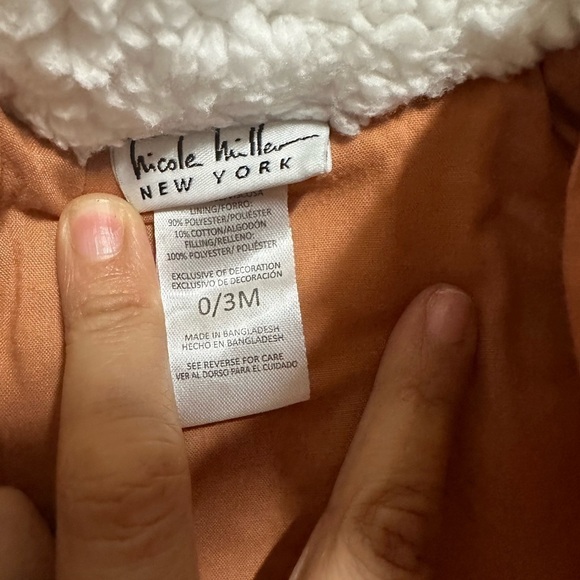 Nicole Miller
NEW YORK
LINING/FORRO:
90% POLYESTER/POLIÉSTER
10% COTTON/ALGODÓN
FILLING/RELLENO:
100% POLYESTER/ POLIÉSTER
EXCLUSIVE OF DECORATION
EXCLUSIVO DE DECORACIÓN
0/3M
MADE IN BANGLADESH
HECHO EN BANGLADESH
SEE REVERSE FOR CARE
VER AL DORSO PARA EL CUIDADO